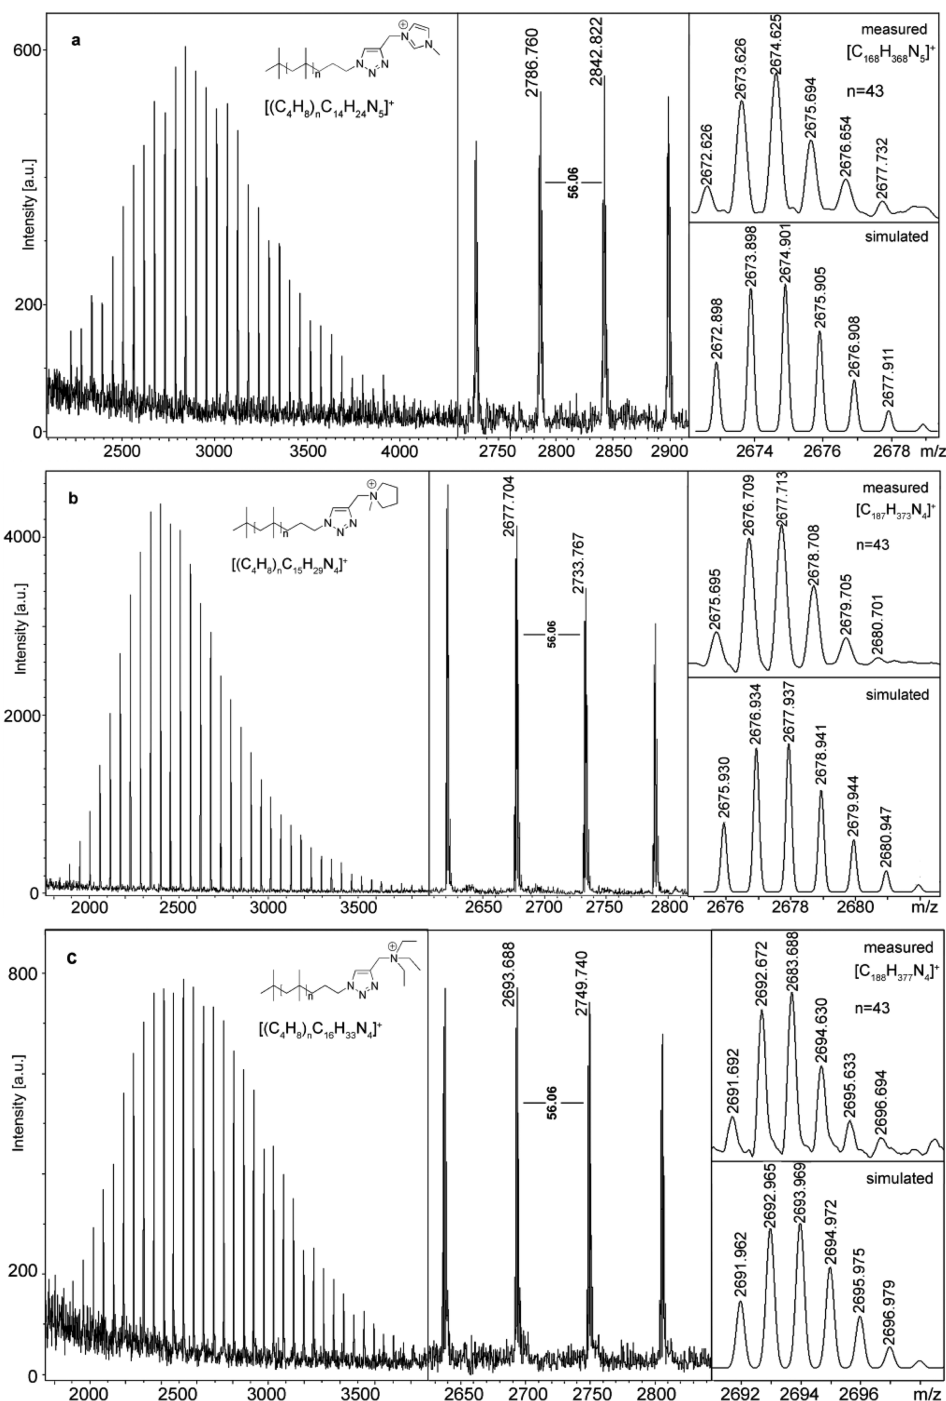 a
N
+
N
n
N
N=N
[(C4H8)nC14H24N5]+
Intensity [a.u.]
600
200
0
2500 3000 3500 4000
2786.760
2842.822
56.06
2750 2800 2850 2900
measured
[C168H368N5]+
n=43
2672.626
2673.626
2674.625
2675.694
2676.654
2677.732
simulated
2672.898
2673.898
2674.901
2675.905
2676.908
2677.911
2674 2676 2678 m/z
b
[(C4H8)nC15H29N4]+
Intensity [a.u.]
4000
2000
0
2000 2500 3000 3500
2677.704
2733.767
56.06
2650 2700 2750 2800
measured
[C187H373N4]+
n=43
2675.695
2676.709
2677.713
2678.708
2679.705
2680.701
simulated
2675.930
2676.934
2677.937
2678.941
2679.944
2680.947
2676 2678 2680 m/z
c
[(C4H8)nC16H33N4]+
Intensity [a.u.]
800
200
0
2000 2500 3000 3500
2693.688
2749.740
56.06
2650 2700 2750 2800
measured
[C188H377N4]+
n=43
2691.692
2692.672
2683.688
2694.630
2695.633
2696.694
simulated
2691.962
2692.965
2693.969
2694.972
2695.975
2696.979
2692 2694 2696 m/z